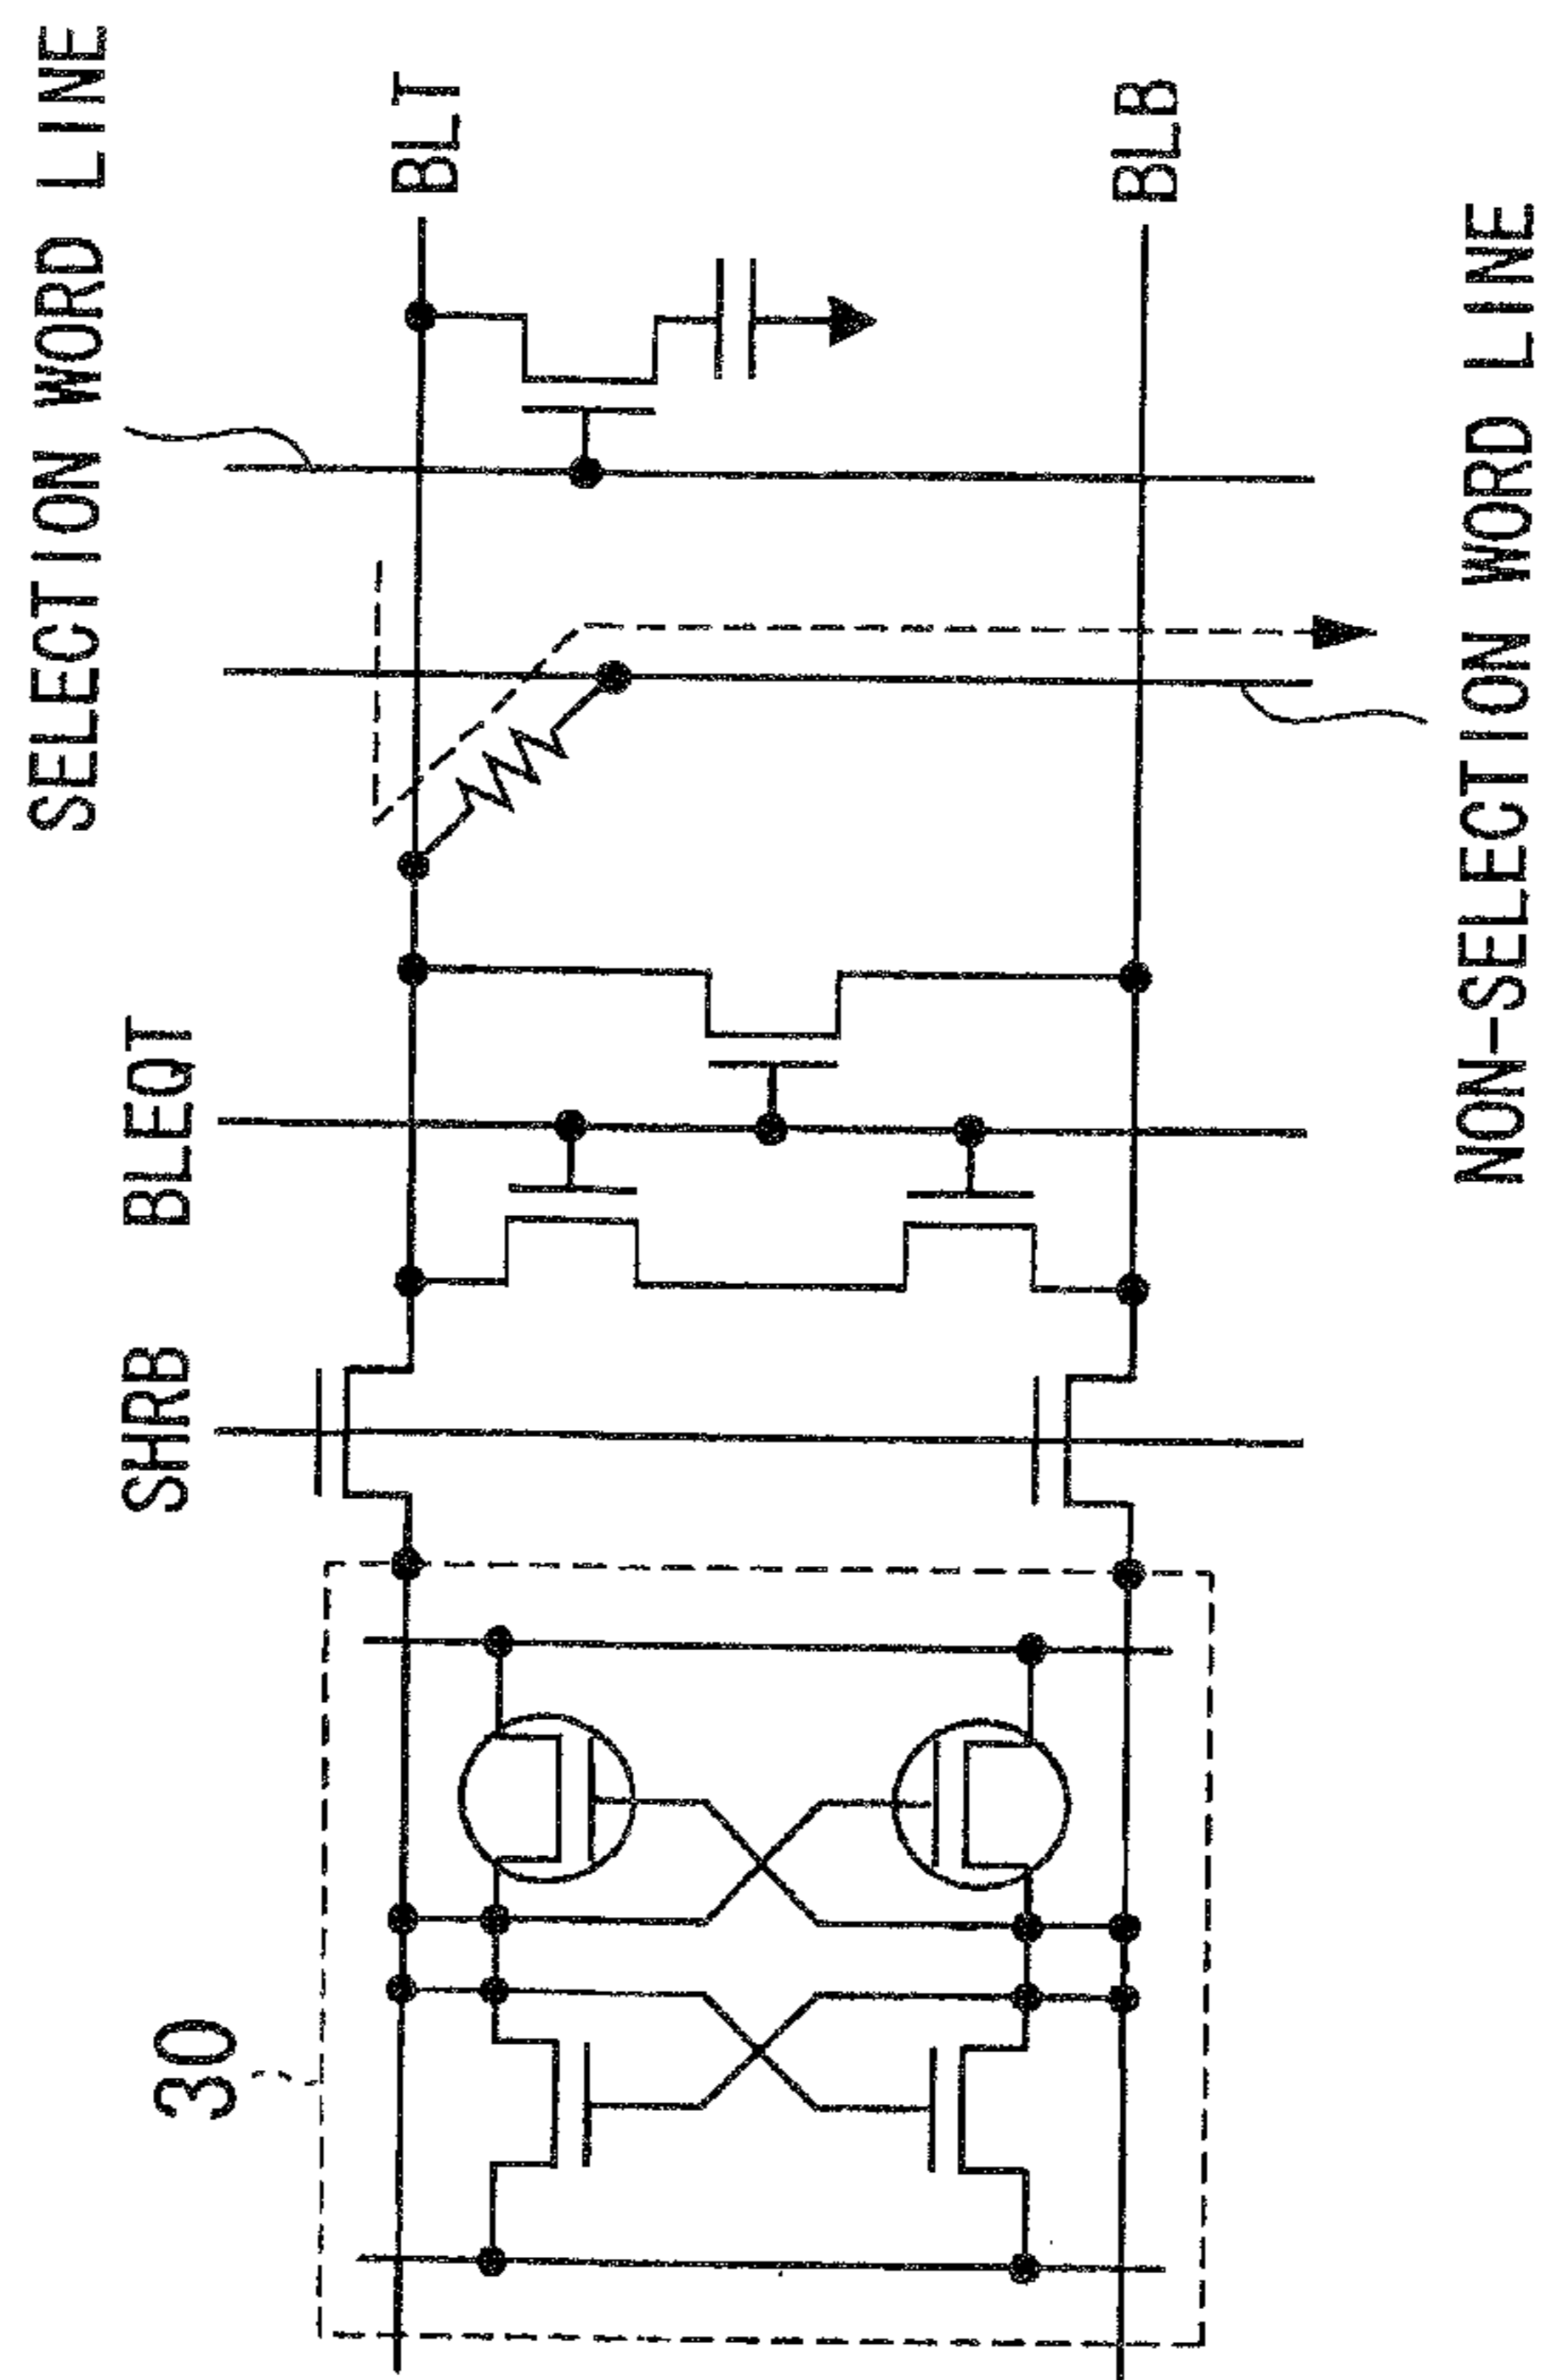 SELECTION WORD LINE
BLT
BLB
NON-SELECTION WORD LINE
BLEQT
SHRB
30